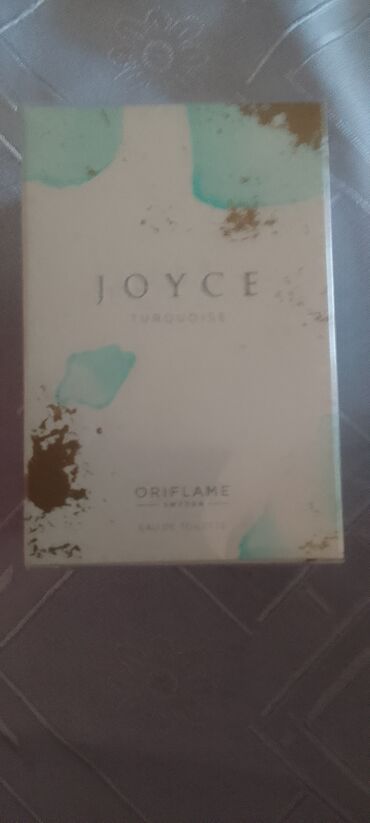 JOYCE
TURQUOISE
ORIFLAME
SWEDEN
EAU DE TOILETTE